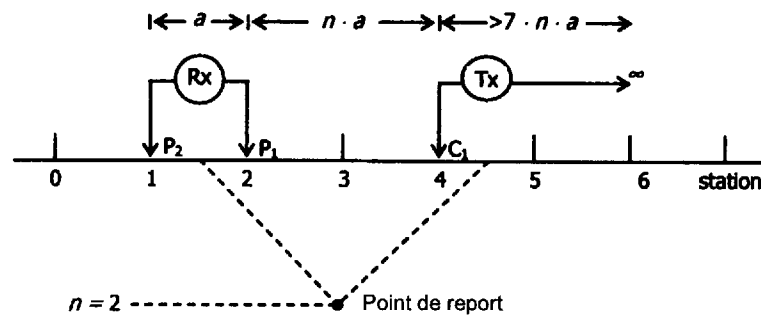 a n · a >7 · n · a
Rx Tx ∞
P₂ P₁ C₁
0 1 2 3 4 5 6 station
n = 2 Point de report